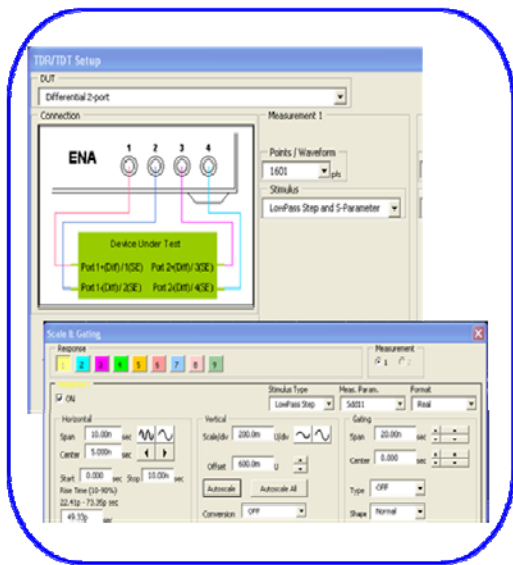 TDR/TDT Setup
DUT
Differential 2-port
Connection
Measurement 1
ENA
1 2 3 4
Points / Waveform
1601 pts
Stimulus
LowPass Step and S-Parameter
Device Under Test
Port 1+(Diff)/1(SE) Port 2+(Diff)/3(SE)
Port 1-(Diff)/2(SE) Port 2-(Diff)/4(SE)
Scale & Gating
Response
1 2 3 4 5 6 7 8 9
Measurement
1
ON
Stimulus Type Meas. Param. Format
LowPass Step Sdd11 Real
Horizontal Vertical Gating
Span 10.00n sec Scale/div 200.0m U/div Span 20.00n sec
Center 5.000n sec Offset 600.0m U Center 0.000 sec
Start 0.000 sec Stop 10.00n sec
Rise Time (10-90%) Autoscale Autoscale All Type OFF
22.41p - 73.35p sec
49.33p sec Conversion OFF Shape Normal